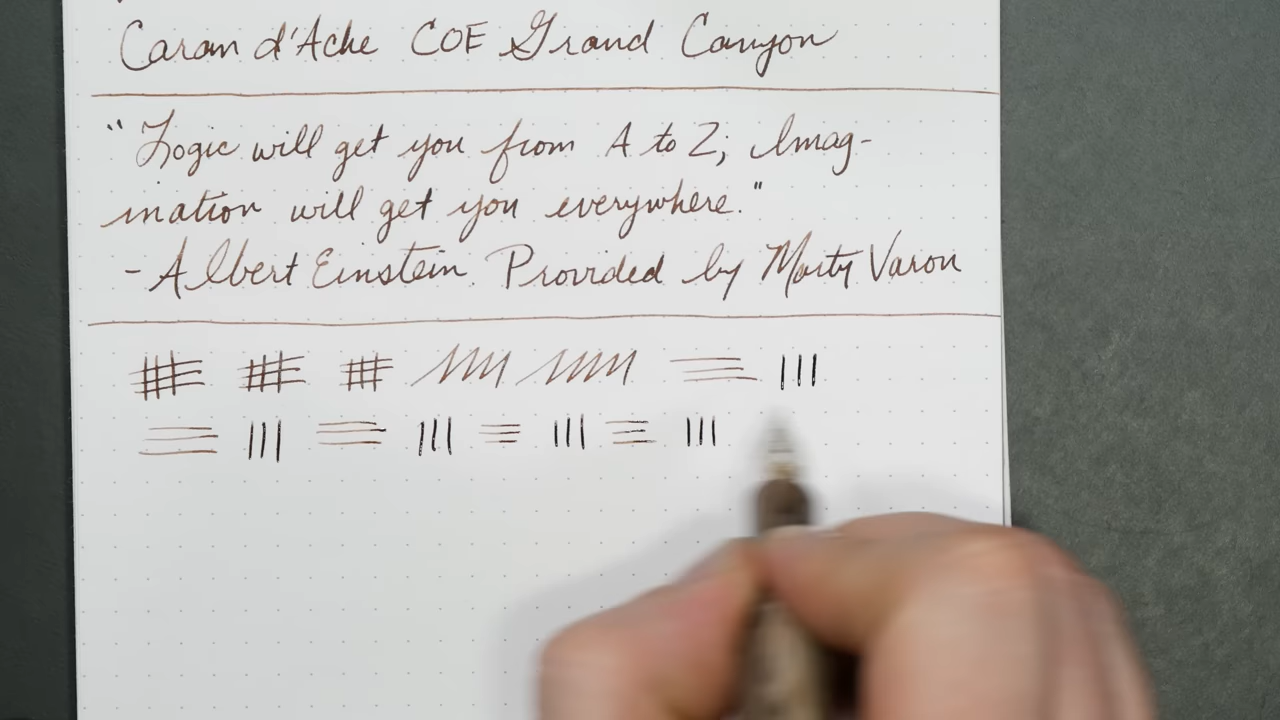 Caran d'Ache COE Grand Canyon
"Logic will get you from A to Z; Imag-
ination will get you everywhere."
- Albert Einstein. Provided by Marty Varon